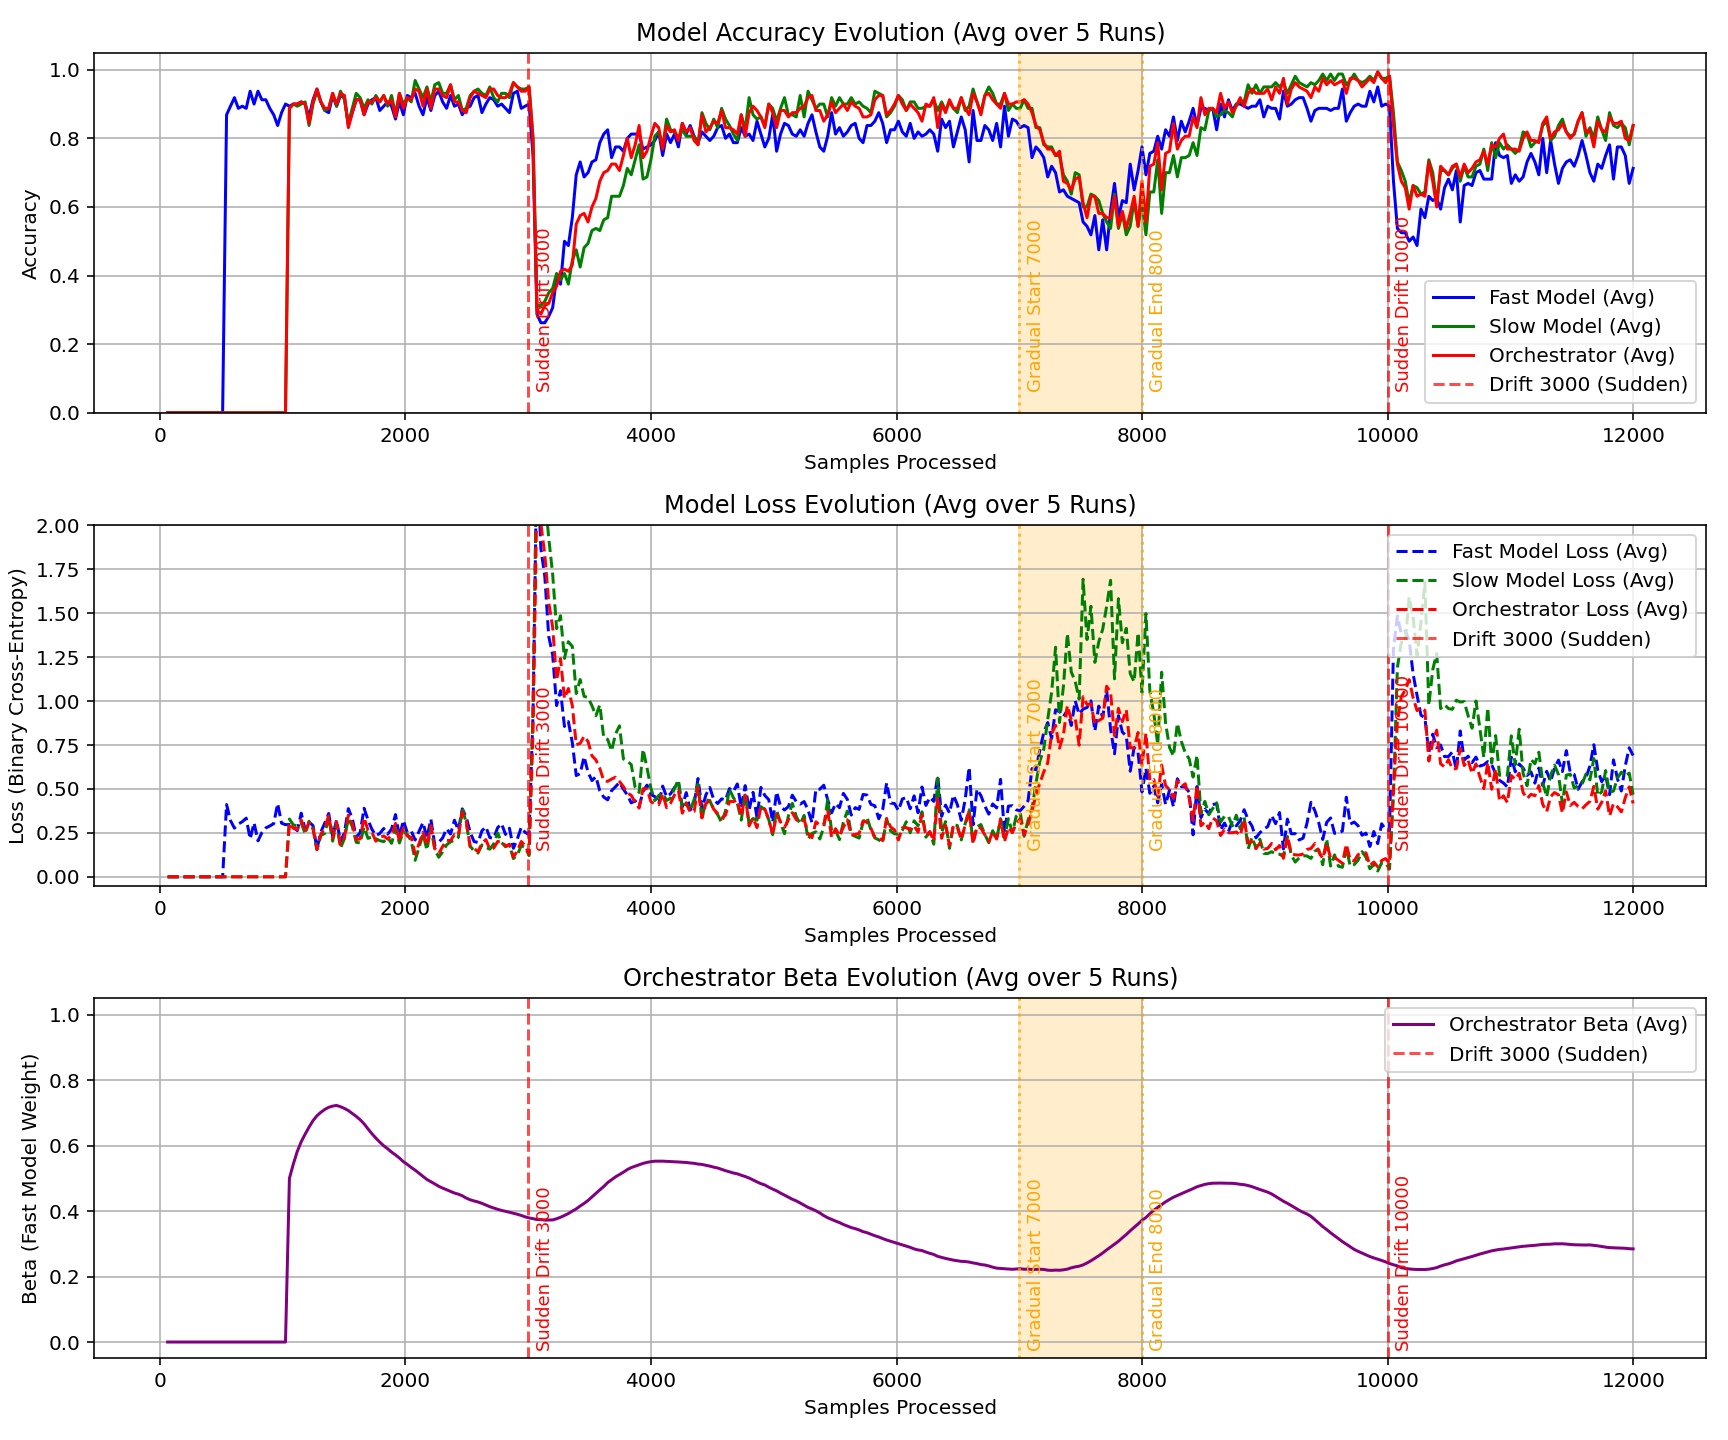 Model Accuracy Evolution (Avg over 5 Runs)
Accuracy
1.0
0.8
0.6
0.4
0.2
0.0
Sudden Drift 3000
Gradual Start 7000
Gradual End 8000
Sudden Drift 10000
Fast Model (Avg)
Slow Model (Avg)
Orchestrator (Avg)
Drift 3000 (Sudden)
0 2000 4000 6000 8000 10000 12000
Samples Processed
Model Loss Evolution (Avg over 5 Runs)
Loss (Binary Cross-Entropy)
2.00
1.75
1.50
1.25
1.00
0.75
0.50
0.25
0.00
Sudden Drift 3000
Gradual Start 7000
Gradual End 8000
Sudden Drift 10000
Fast Model Loss (Avg)
Slow Model Loss (Avg)
Orchestrator Loss (Avg)
Drift 3000 (Sudden)
0 2000 4000 6000 8000 10000 12000
Samples Processed
Orchestrator Beta Evolution (Avg over 5 Runs)
Beta (Fast Model Weight)
1.0
0.8
0.6
0.4
0.2
0.0
Sudden Drift 3000
Gradual Start 7000
Gradual End 8000
Sudden Drift 10000
Orchestrator Beta (Avg)
Drift 3000 (Sudden)
0 2000 4000 6000 8000 10000 12000
Samples Processed